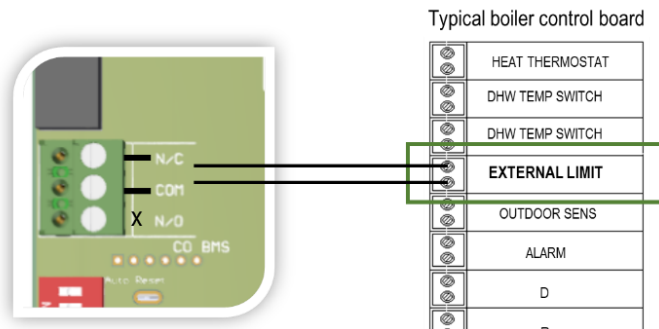 Typical boiler control board
HEAT THERMOSTAT
DHW TEMP SWITCH
DHW TEMP SWITCH
EXTERNAL LIMIT
OUTDOOR SENS
ALARM
D
N/C
COM
X N/O
CO BMS
Auto Reset